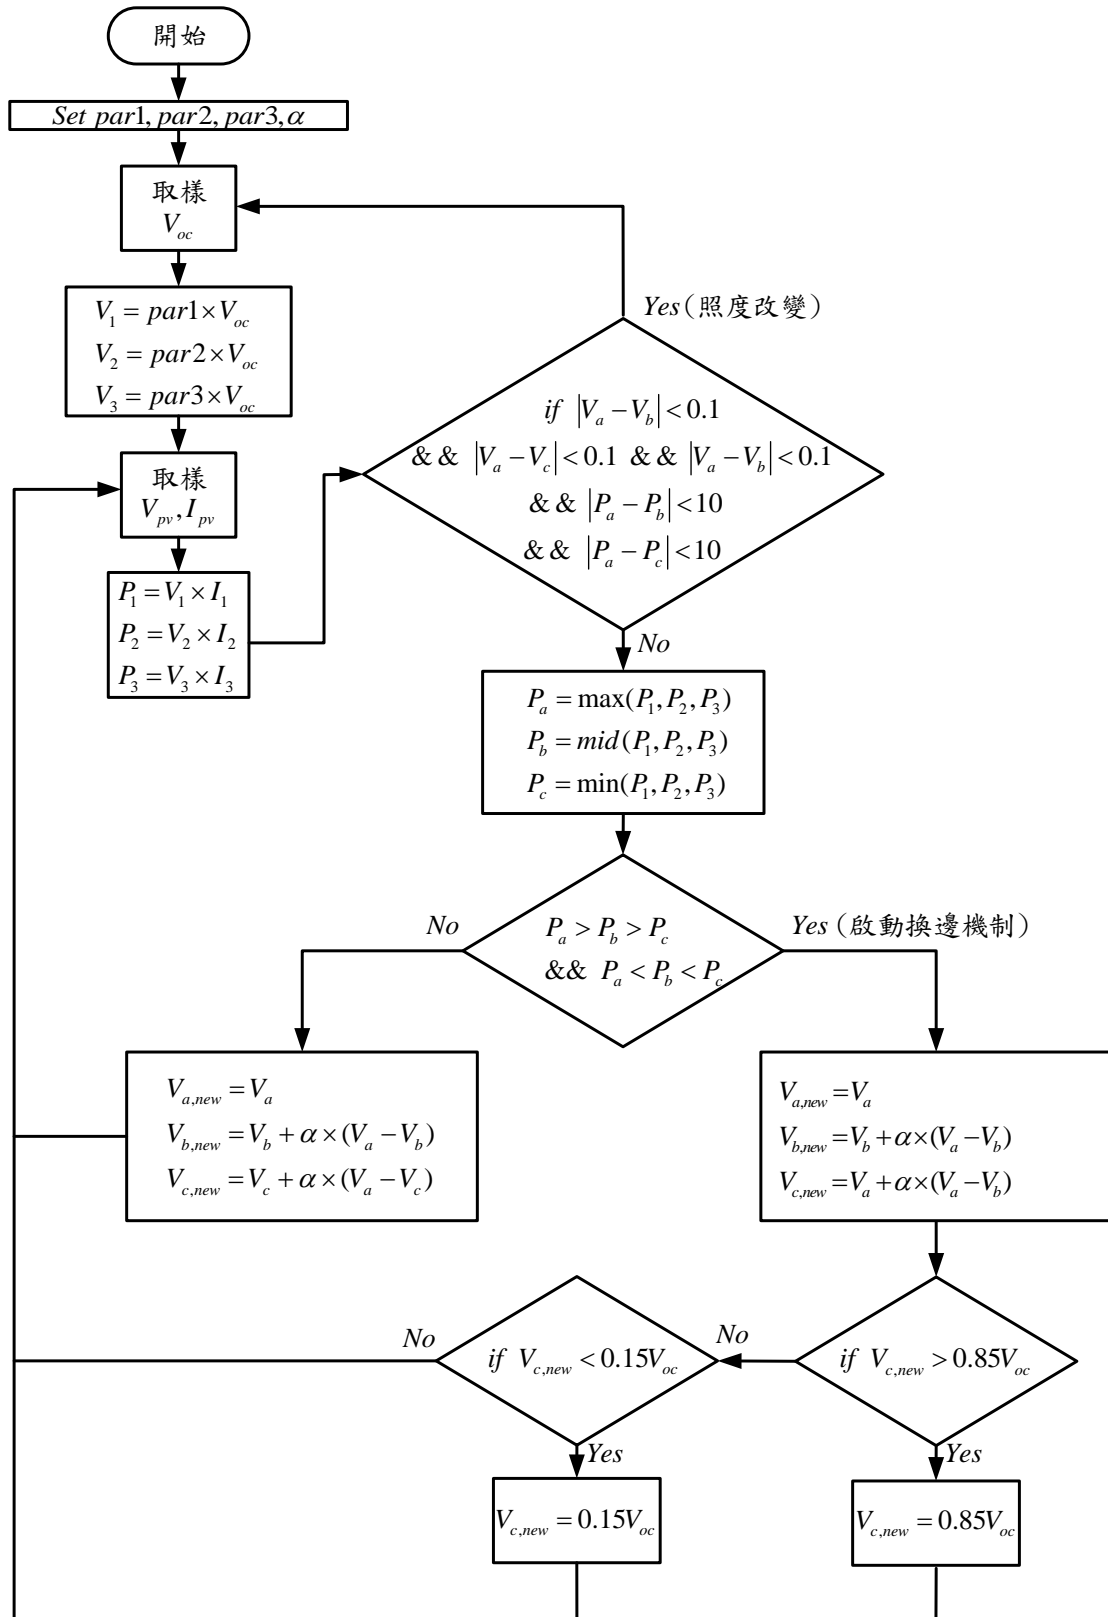 開始
Set par1, par2, par3, α
取樣
V_oc
V_1 = par1 × V_oc
V_2 = par2 × V_oc
V_3 = par3 × V_oc
取樣
V_pv, I_pv
P_1 = V_1 × I_1
P_2 = V_2 × I_2
P_3 = V_3 × I_3
Yes (照度改變)
if |V_a − V_b| < 0.1
&& |V_a − V_c| < 0.1 && |V_a − V_b| < 0.1
&& |P_a − P_b| < 10
&& |P_a − P_c| < 10
No
P_a = max(P_1, P_2, P_3)
P_b = mid(P_1, P_2, P_3)
P_c = min(P_1, P_2, P_3)
No
P_a > P_b > P_c
&& P_a < P_b < P_c
Yes (啟動換邊機制)
V_a,new = V_a
V_b,new = V_b + α × (V_a − V_b)
V_c,new = V_c + α × (V_a − V_c)
V_a,new = V_a
V_b,new = V_b + α × (V_a − V_b)
V_c,new = V_a + α × (V_a − V_b)
No
if V_c,new < 0.15V_oc
No
if V_c,new > 0.85V_oc
Yes
Yes
V_c,new = 0.15V_oc
V_c,new = 0.85V_oc